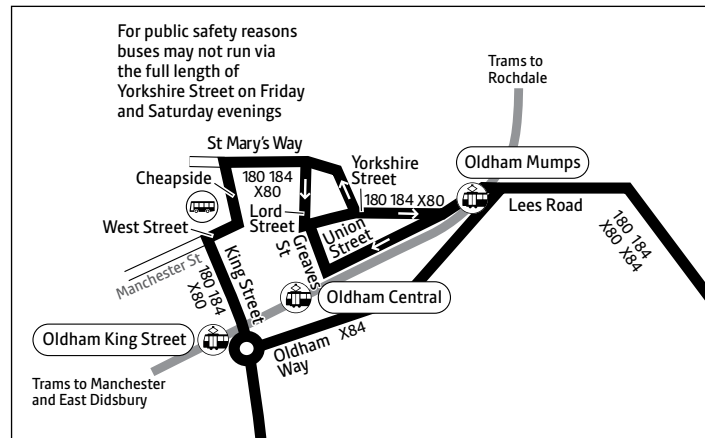 For public safety reasons
buses may not run via
the full length of
Yorkshire Street on Friday
and Saturday evenings
Trams to
Rochdale
St Mary's Way
Yorkshire
Street
Oldham Mumps
Cheapside
180 184
X80
180 184 X80
Lees Road
Lord
Street
West Street
Union
Street
Greaves
St
180 184
X80 X84
Manchester St
King Street
180 184
X80
Oldham Central
Oldham King Street
Oldham
Way
X84
Trams to Manchester
and East Didsbury